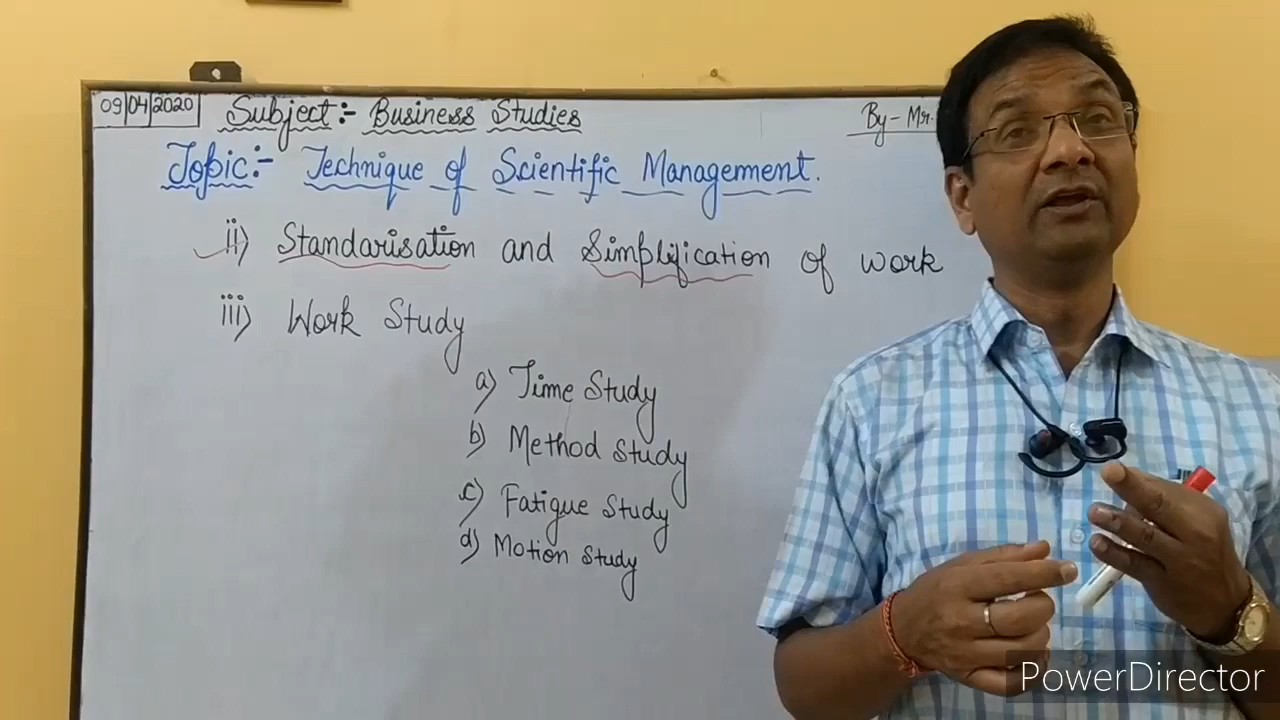 09|04|2020 Subject:- Business Studies By- Mr.
Topic:- Technique of Scientific Management.
ii) Standarisation and Simplification of work
iii) Work Study
a) Time Study
b) Method Study
c) Fatigue Study
d) Motion Study
PowerDirector